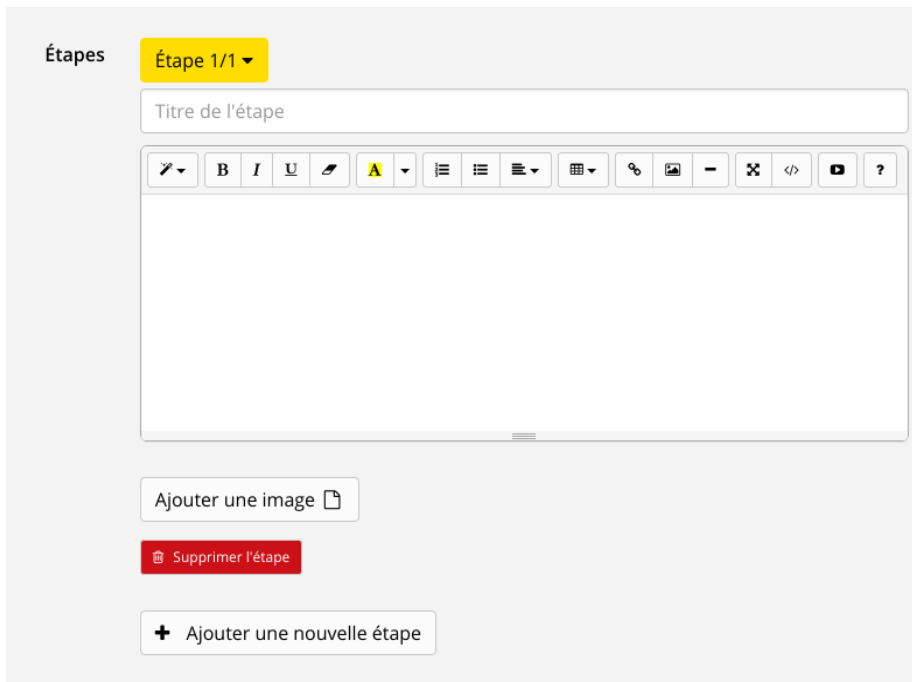 Étapes
Étape 1/1
Titre de l'étape
B I U A </> ?
Ajouter une image
Supprimer l'étape
Ajouter une nouvelle étape